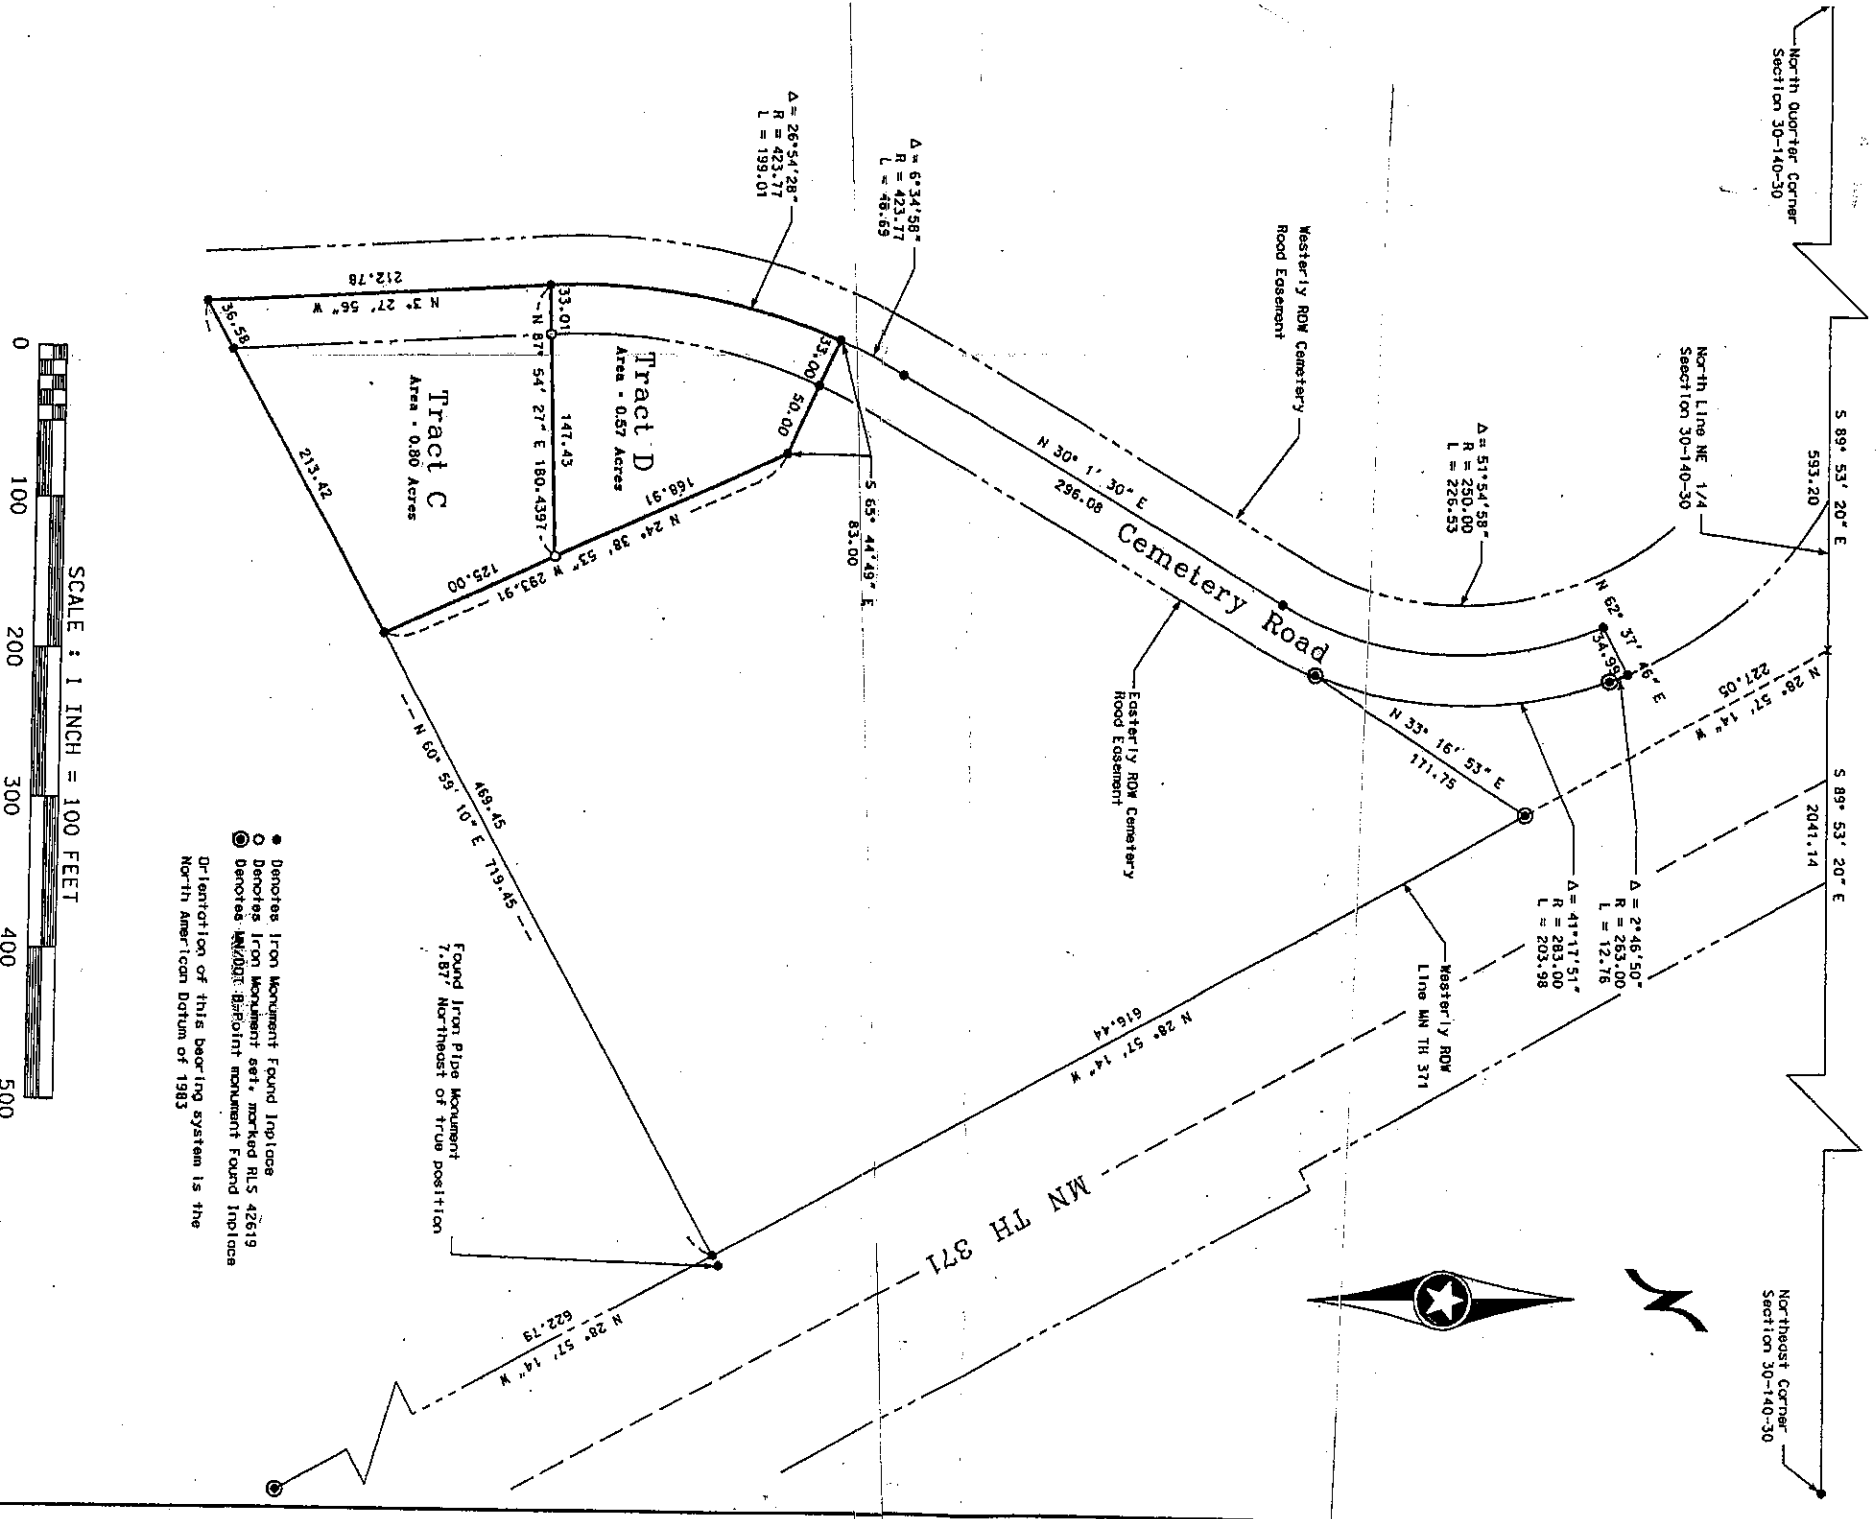 North Quarter Corner
Section 30-140-30
S 89° 53' 20" E
593.20
S 89° 53' 20" E
2041.14
Northeast Corner
Section 30-140-30
North Line NE 1/4
Section 30-140-30
N 28° 57' 14" W
227.05
N 62° 37' 46" E
34.99
Δ = 2°46'50"
R = 263.00
L = 12.76
Δ = 41°17'51"
R = 283.00
L = 203.98
Δ = 51°54'58"
R = 250.00
L = 226.53
N 33° 16' 53" E
171.75
Westerly ROW
Line MN TH 371
Westerly ROW Cemetery
Road Easement
N 30° 1' 30" E
296.08
Cemetery Road
Easterly ROW Cemetery
Road Easement
N 28° 57' 14" W
616.44
MN TH 371
Δ = 6°34'58"
R = 423.77
L = 48.69
Δ = 26°54'28"
R = 423.77
L = 199.01
S 65° 44'49" E
83.00
33.00
50.00
Tract D
Area = 0.57 Acres
168.91
N 24° 38' 53" W 293.91
125.00
33.01
147.43
N 87° 54' 27" E 180.4397
Tract C
Area = 0.80 Acres
N 3° 27' 56" W
212.78
36.58
213.42
469.45
N 60° 59' 10" E 719.45
Found Iron Pipe Monument
7.87' Northeast of true position
N 28° 57' 14" W
622.79
● Denotes Iron Monument Found Inplace
○ Denotes Iron Monument set, marked RLS 42619
Denotes MN/DOT B-Point monument Found Inplace
Orientation of this bearing system is the
North American Datum of 1983
SCALE : 1 INCH = 100 FEET
0 100 200 300 400 500
N